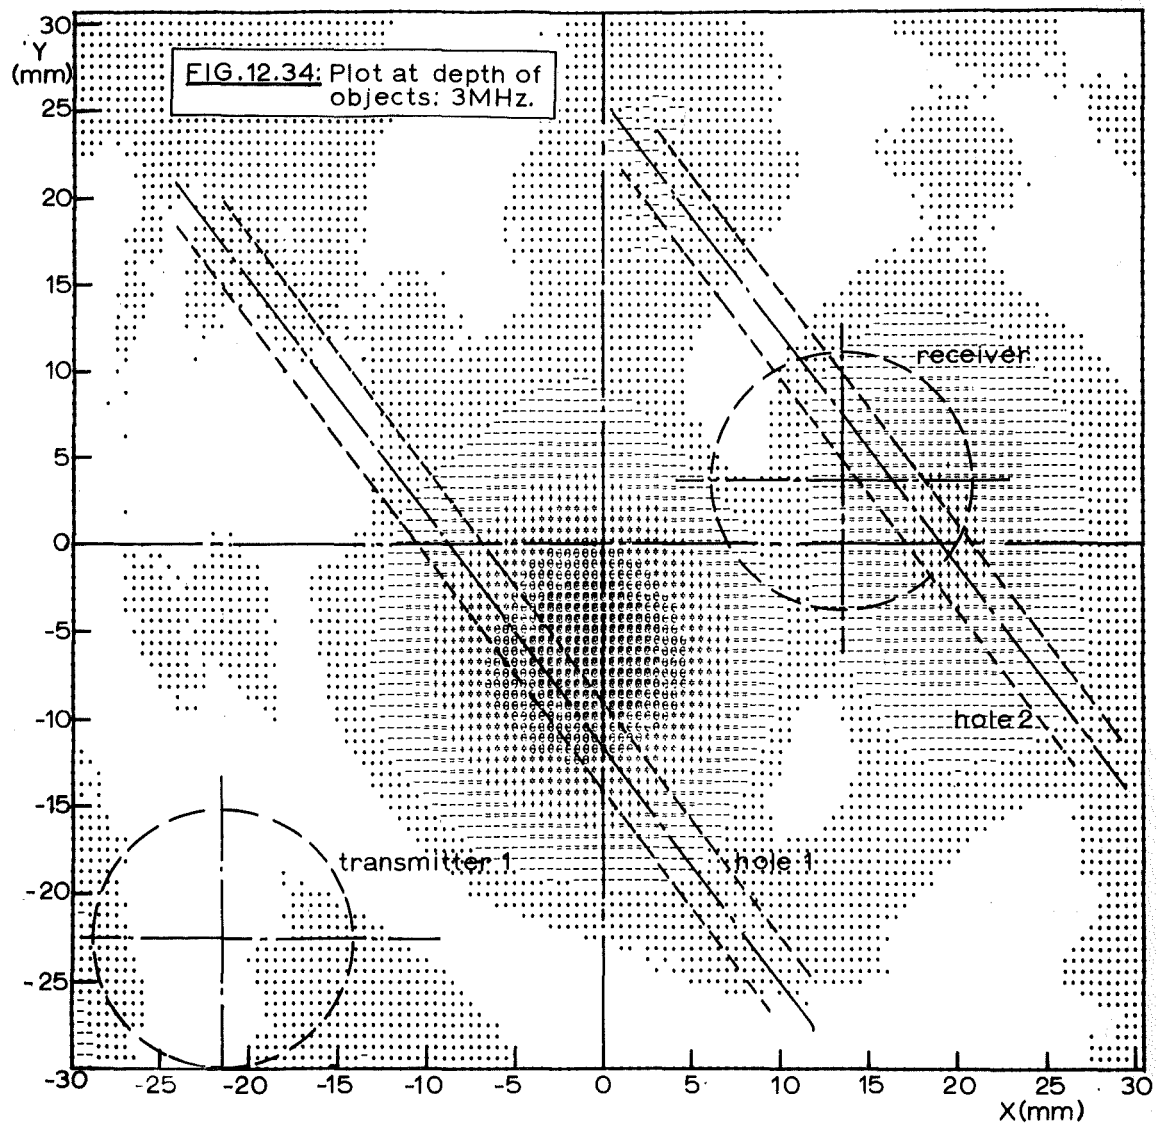 30
Y
(mm)
FIG.12.34: Plot at depth of
objects: 3MHz.
25
20
15
10
5
0
-5
-10
-15
-20
-25
-30
receiver
hole 2
hole 1
transmitter 1
-25
-20
-15
-10
-5
0
5
10
15
20
25
30
X(mm)